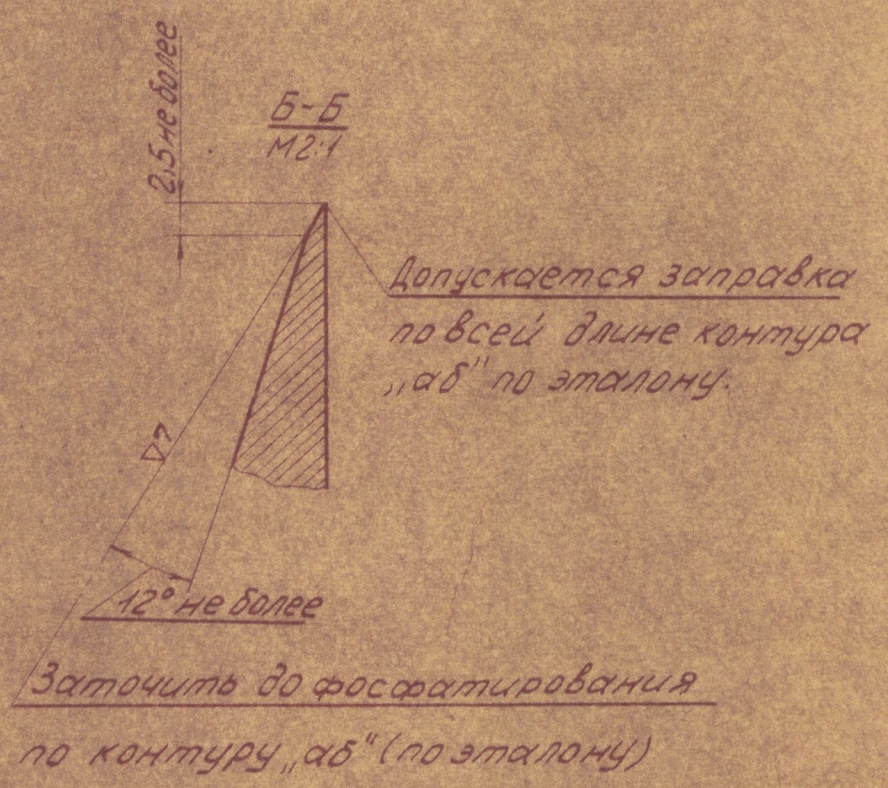 2,5 не более
Б-Б
М2:1
Допускается заправка
по всей длине контура
„аб" по эталону.
▽7
12° не более
Заточить до фосфатирования
по контуру „аб" (по эталону)